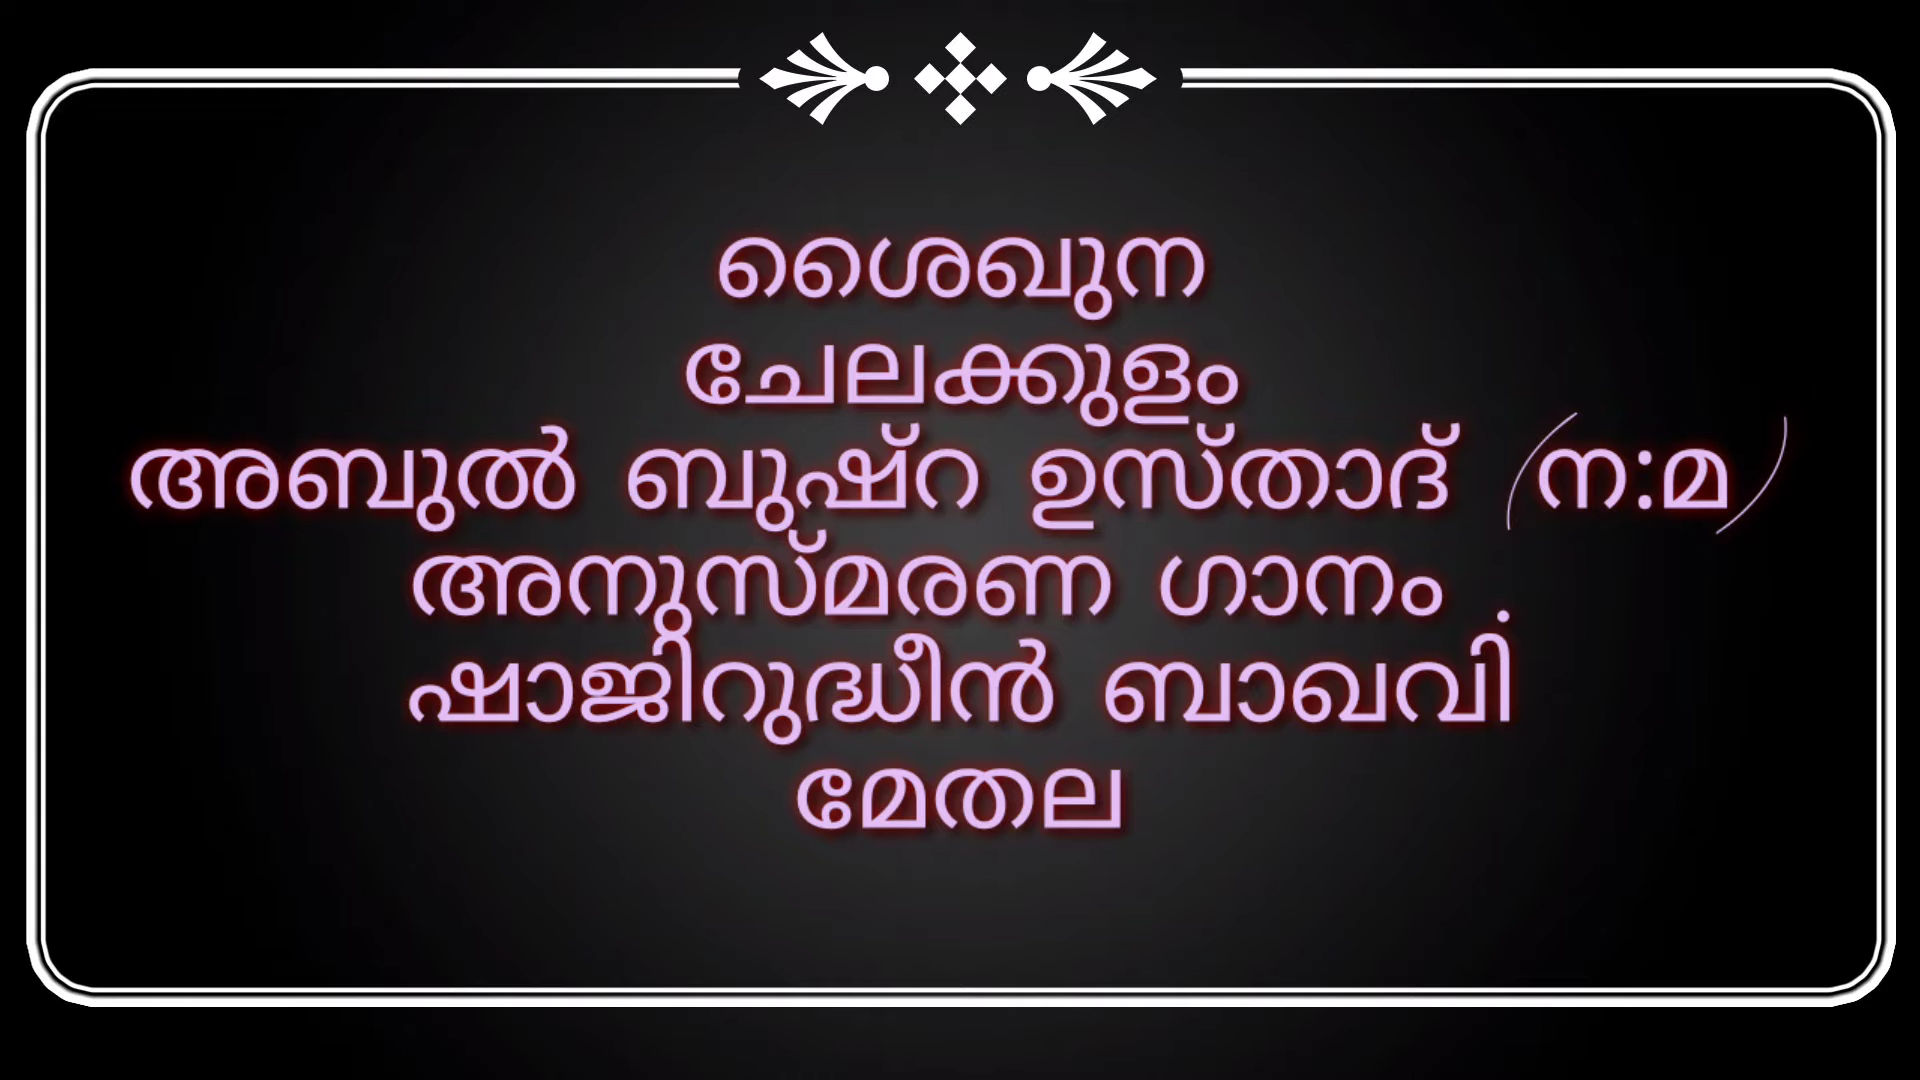 ശൈഖുന
ചേലക്കുളം
അബുൽ ബുഷ്റ ഉസ്താദ് (ന:മ)
അനുസ്മരണ ഗാനം .
ഷാജിറുദ്ധീൻ ബാഖവി
മേതല